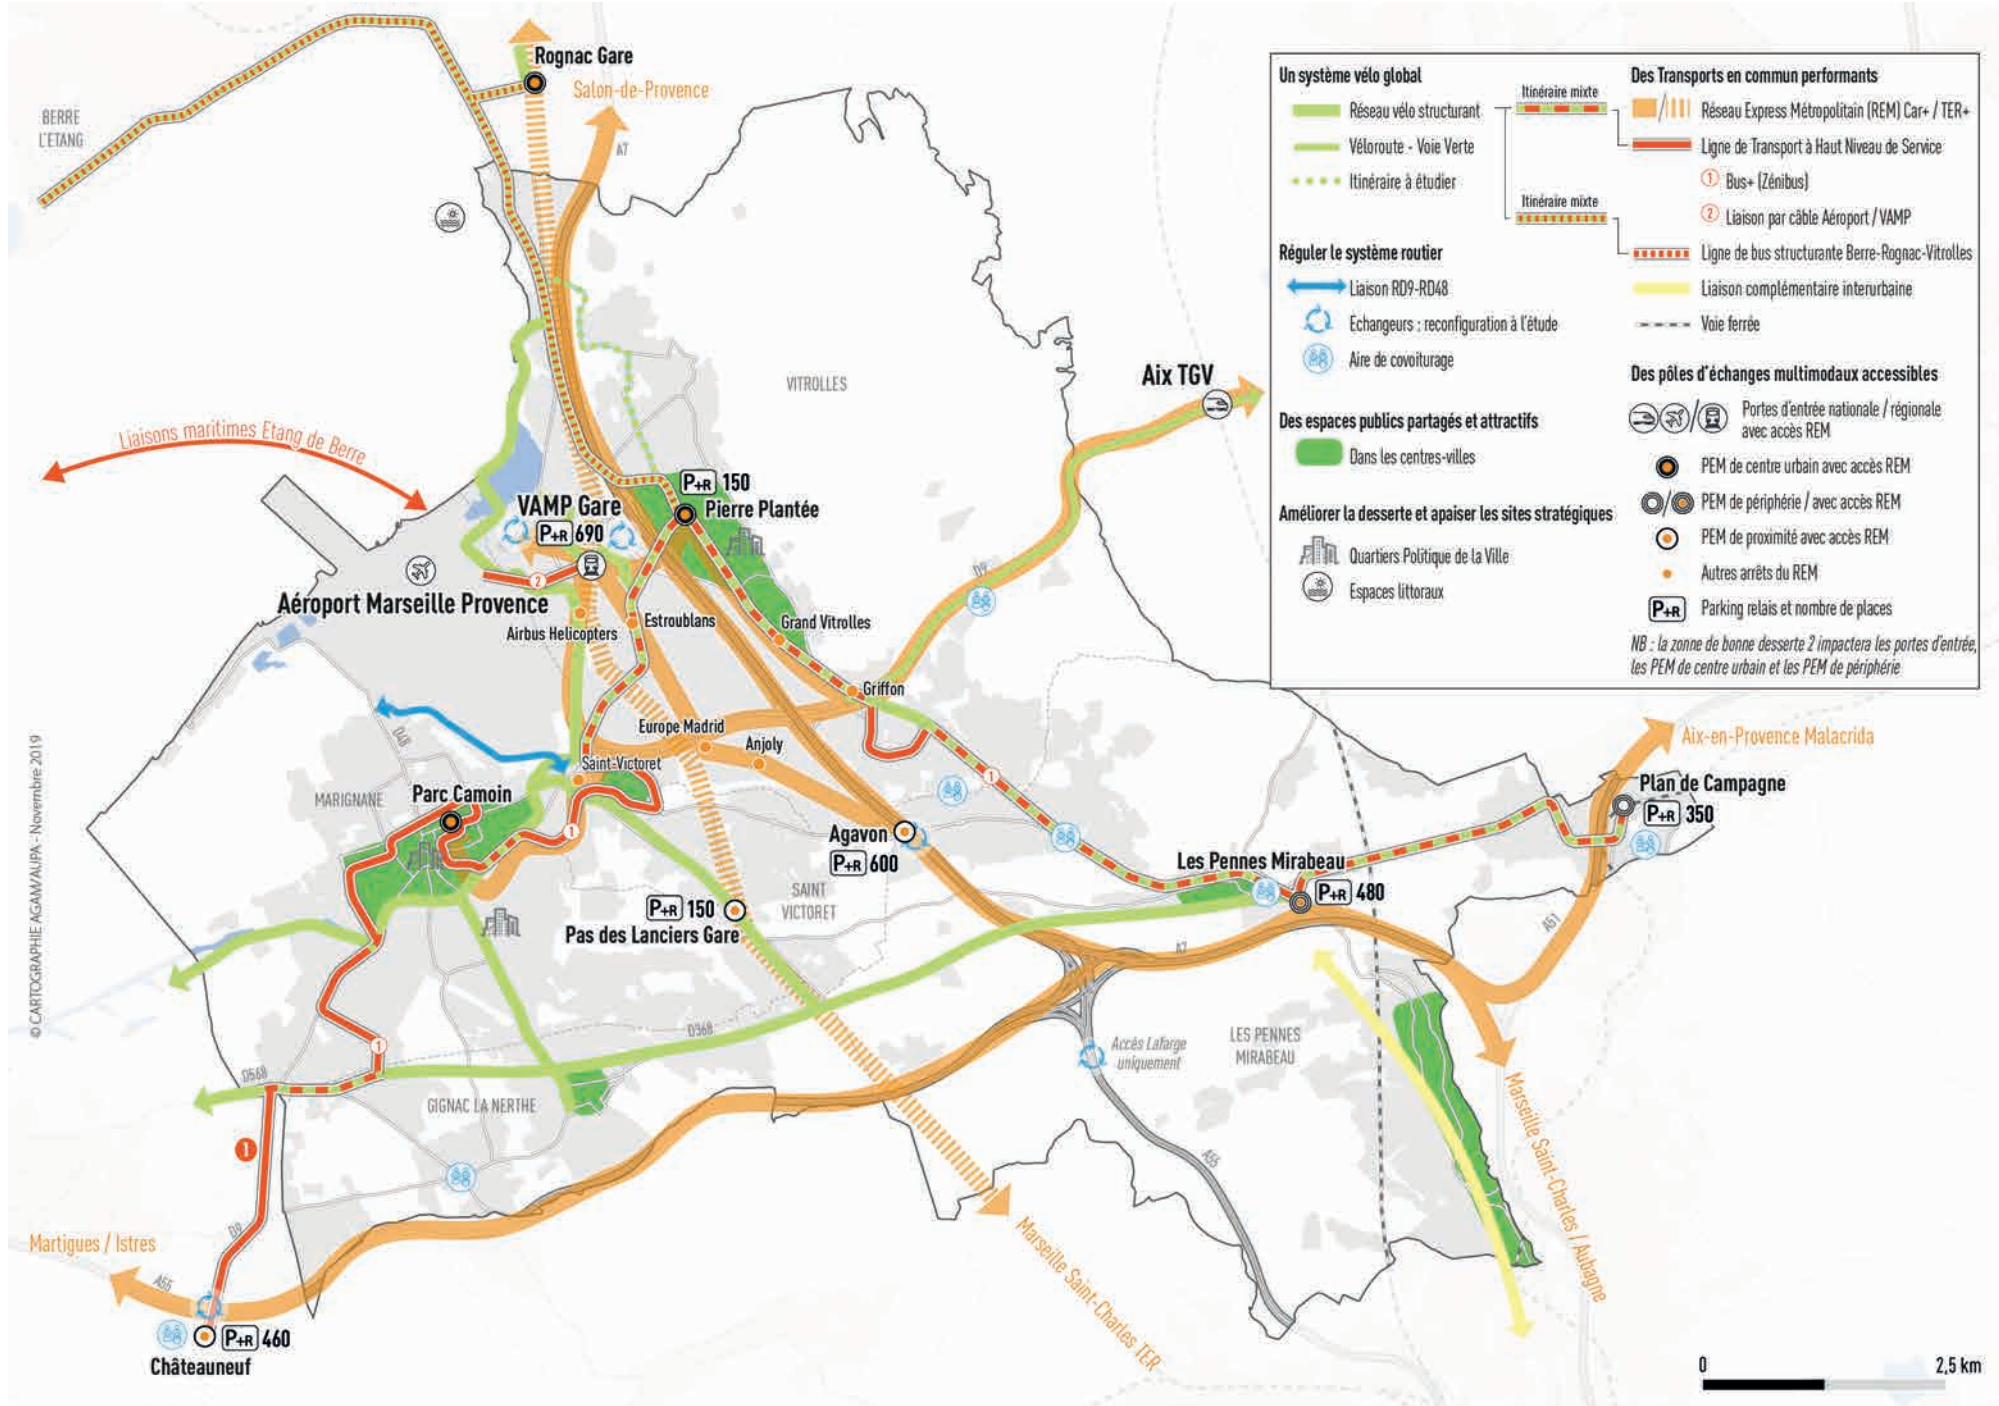 Rognac Gare
Salon-de-Provence
BERRE
L'ETANG
A7
VITROLLES
Aix TGV
Liaisons maritimes Etang de Berre
VAMP Gare
P+R 690
P+R 150
Pierre Plantée
D9
2
Aéroport Marseille Provence
Airbus Helicopters
Estroublans
Grand Vitrolles
Griffon
D48
Europe Madrid
Anjoly
Saint-Victoret
MARIGNANE
Parc Camoin
1
1
Aix-en-Provence Malacrida
Plan de Campagne
P+R 350
Agavon
P+R 600
Les Pennes Mirabeau
P+R 480
SAINT
VICTORET
P+R 150
Pas des Lanciers Gare
A7
A51
D368
1
D568
GIGNAC LA NERTHE
Accès Lafarge
uniquement
LES PENNES
MIRABEAU
1
A55
D9
Martigues / Istres
A55
P+R 460
Châteauneuf
Marseille Saint-Charles TER
Marseille Saint-Charles / Aubagne
0 2,5 km
© CARTOGRAPHIE AGAM/AUPA - Novembre 2019
Un système vélo global
Réseau vélo structurant
Véloroute - Voie Verte
Itinéraire à étudier
Itinéraire mixte
Itinéraire mixte
Réguler le système routier
Liaison RD9-RD48
Echangeurs : reconfiguration à l'étude
Aire de covoiturage
Des espaces publics partagés et attractifs
Dans les centres-villes
Améliorer la desserte et apaiser les sites stratégiques
Quartiers Politique de la Ville
Espaces littoraux
Des Transports en commun performants
Réseau Express Métropolitain (REM) Car+ / TER+
Ligne de Transport à Haut Niveau de Service
1 Bus+ (Zénibus)
2 Liaison par câble Aéroport / VAMP
Ligne de bus structurante Berre-Rognac-Vitrolles
Liaison complémentaire interurbaine
Voie ferrée
Des pôles d'échanges multimodaux accessibles
Portes d'entrée nationale / régionale
avec accès REM
PEM de centre urbain avec accès REM
PEM de périphérie / avec accès REM
PEM de proximité avec accès REM
Autres arrêts du REM
P+R Parking relais et nombre de places
NB : la zonne de bonne desserte 2 impactera les portes d'entrée,
les PEM de centre urbain et les PEM de périphérie